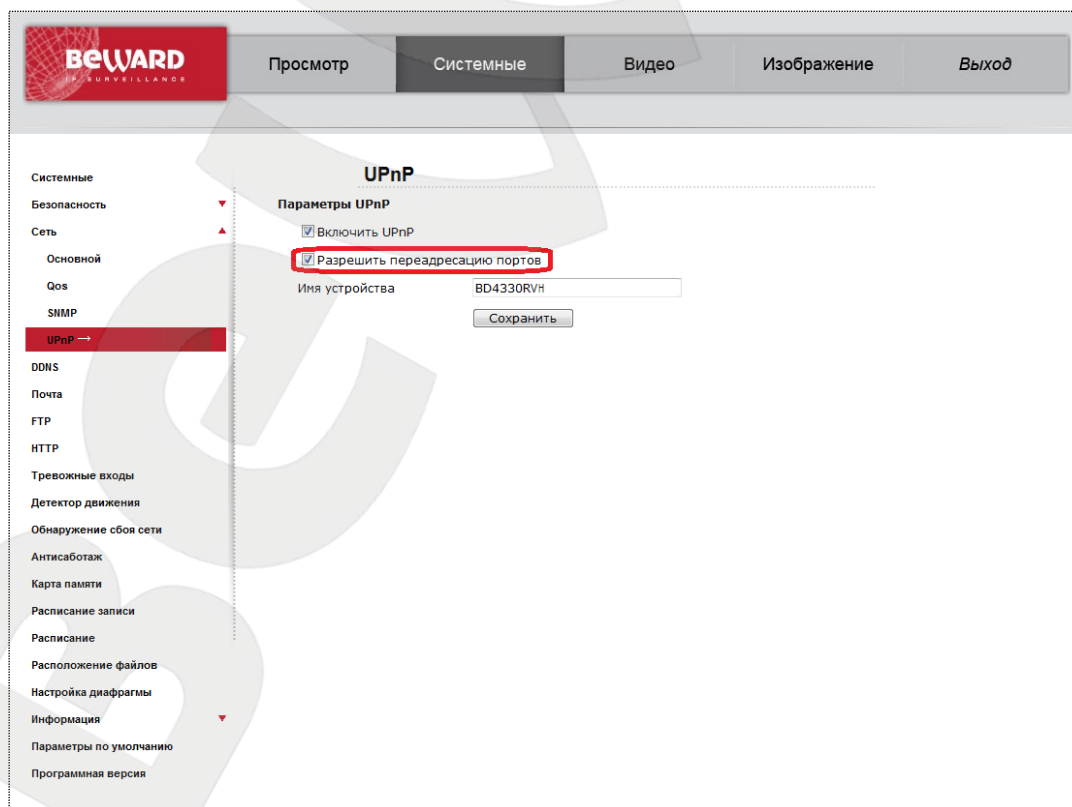 BEWARD
IP SURVEILLANCE
Просмотр
Системные
Видео
Изображение
Выход
Системные
Безопасность
Сеть
Основной
Qos
SNMP
UPnP →
DDNS
Почта
FTP
HTTP
Тревожные входы
Детектор движения
Обнаружение сбоя сети
Антисаботаж
Карта памяти
Расписание записи
Расписание
Расположение файлов
Настройка диафрагмы
Информация
Параметры по умолчанию
Программная версия
UPnP
Параметры UPnP
Включить UPnP
Разрешить переадресацию портов
Имя устройства BD4330RVH
Сохранить